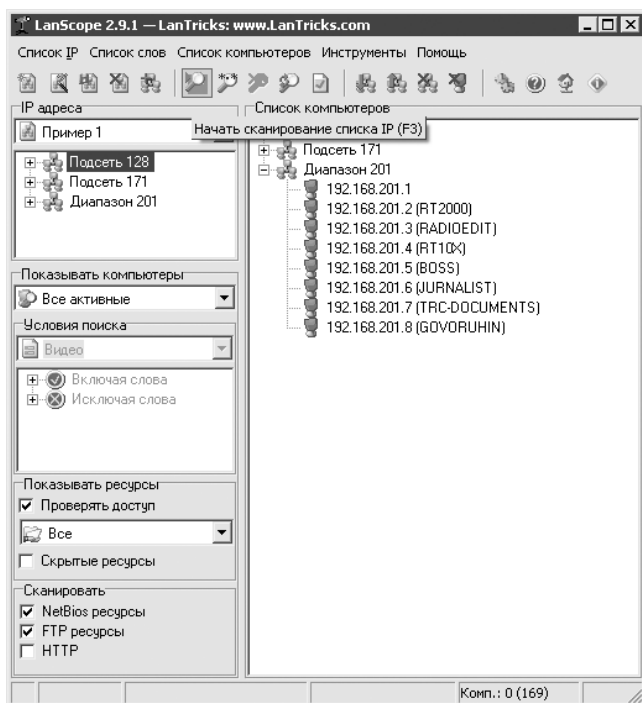 LanScope 2.9.1 — LanTricks: www.LanTricks.com
Список IP Список слов Список компьютеров Инструменты Помощь
IP адреса
Пример 1
Подсеть 128
Подсеть 171
Диапазон 201
Показывать компьютеры
Все активные
Условия поиска
Видео
Включая слова
Исключая слова
Показывать ресурсы
Проверять доступ
Все
Скрытые ресурсы
Сканировать
NetBios ресурсы
FTP ресурсы
HTTP
Список компьютеров
Начать сканирование списка IP (F3)
Подсеть 171
Диапазон 201
192.168.201.1
192.168.201.2 (RT2000)
192.168.201.3 (RADIOEDIT)
192.168.201.4 (RT10X)
192.168.201.5 (BOSS)
192.168.201.6 (JURNALIST)
192.168.201.7 (TRC-DOCUMENTS)
192.168.201.8 (GOVORUHIN)
Комп.: 0 (169)